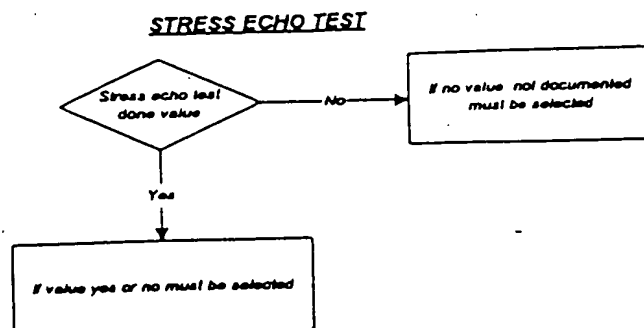 STRESS ECHO TEST
Stress echo test
done value
No
If no value not documented
must be selected
Yes
If value yes or no must be selected